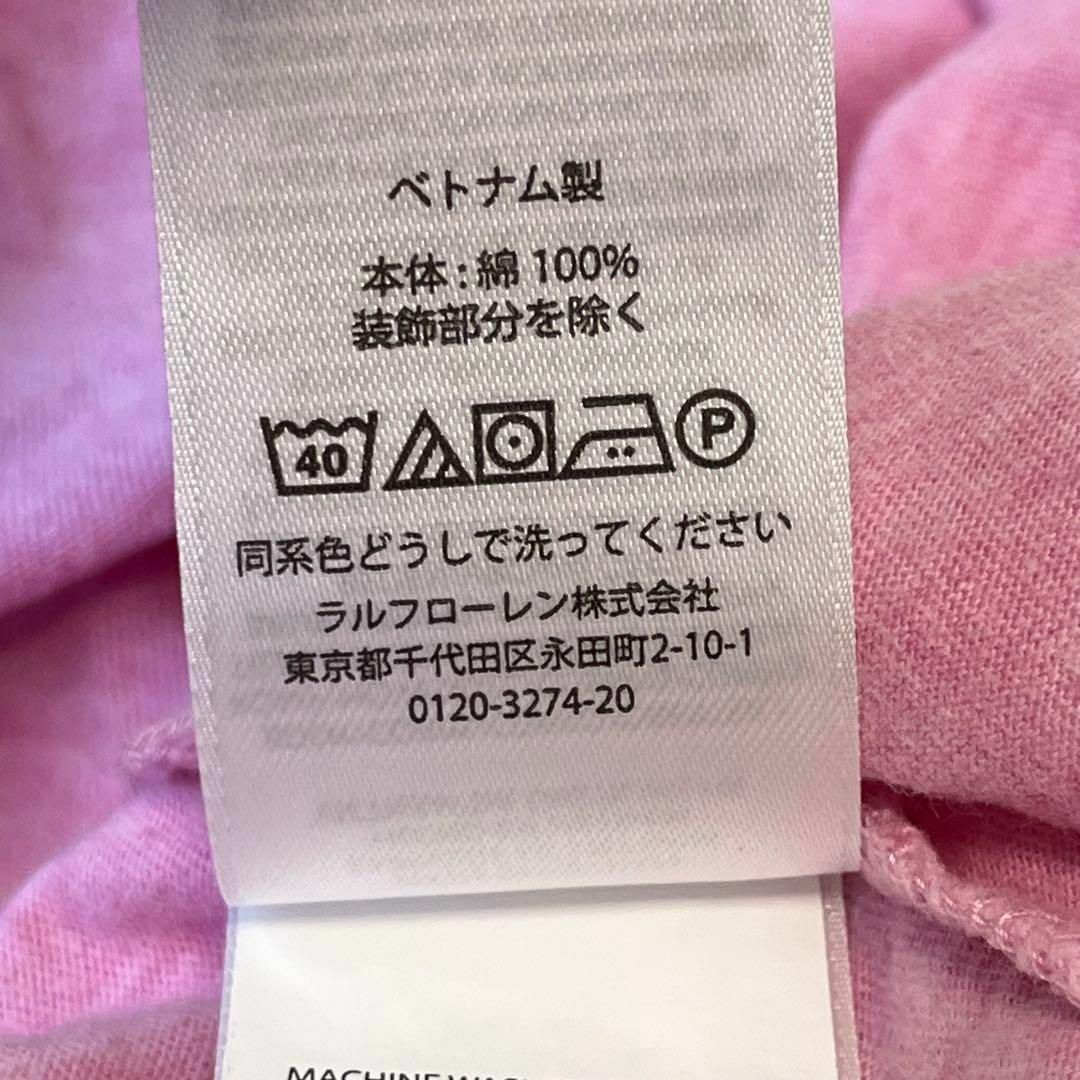 ベトナム製
本体:綿 100%
装飾部分を除く
40
P
同系色どうしで洗ってください
ラルフローレン株式会社
東京都千代田区永田町2-10-1
0120-3274-20
MACHINE